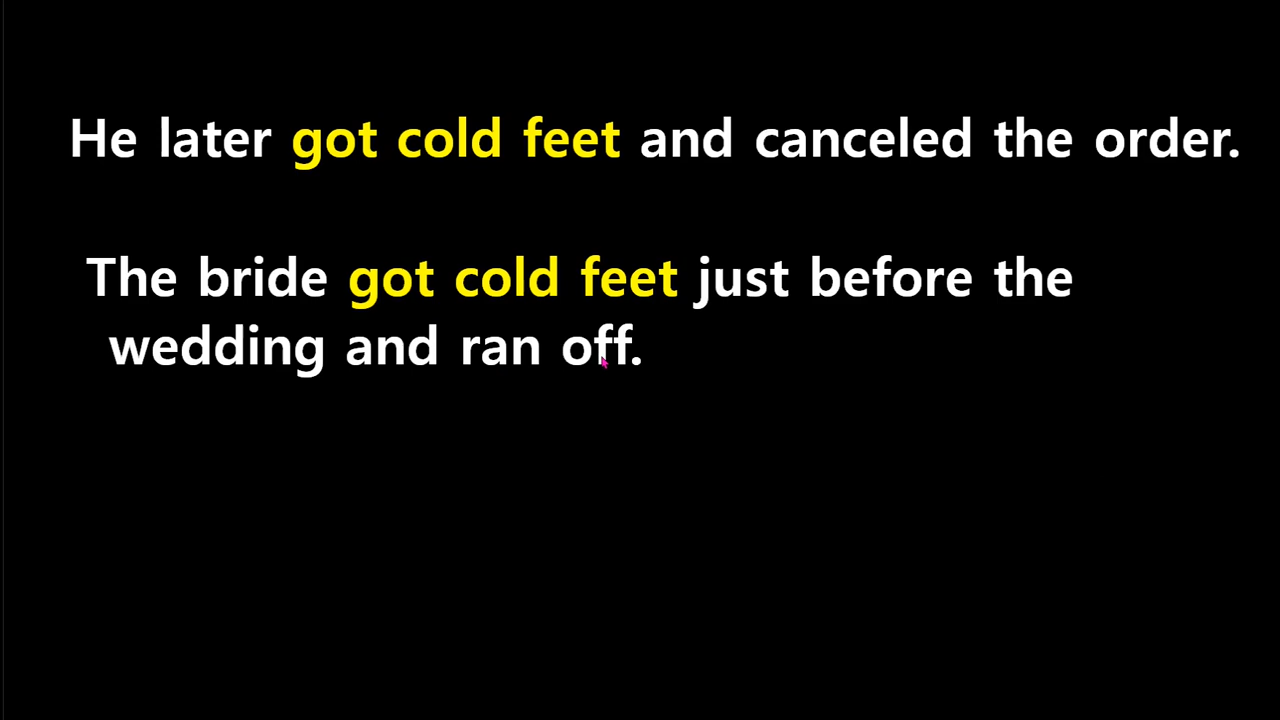 He later got cold feet and canceled the order.
The bride got cold feet just before the
wedding and ran off.